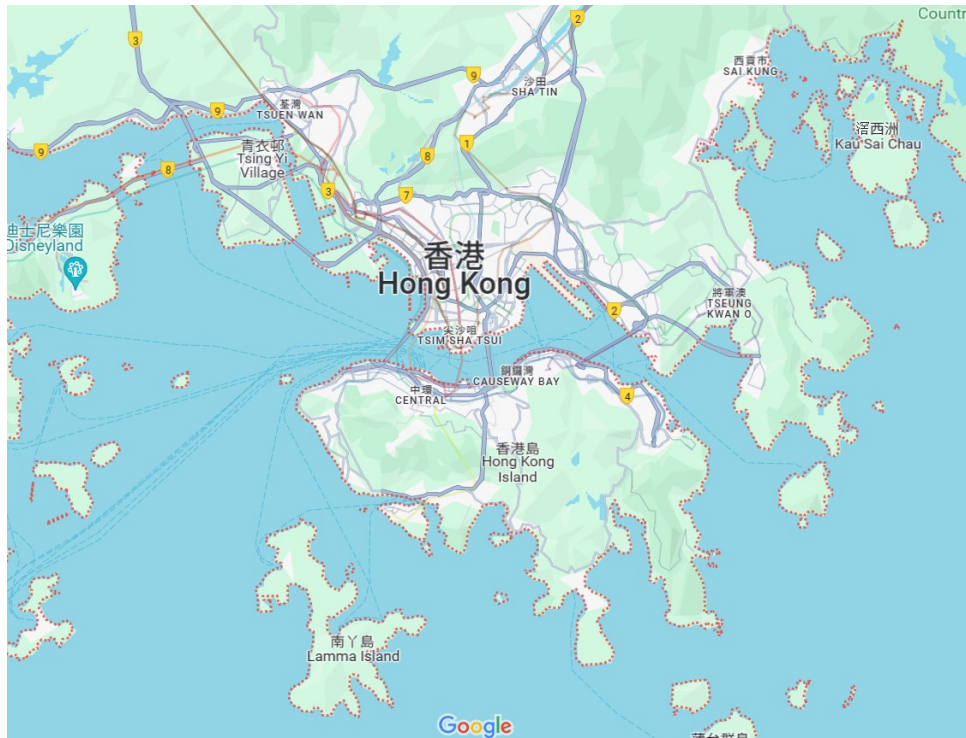 Countr
3
2
9
沙田
SHA TIN
西貢市
SAI KUNG
荃灣
TSUEN WAN
9
滘西洲
Kau Sai Chau
青衣邨
Tsing Yi
Village
1
9
8
8
3
7
迪士尼樂園
Disneyland
香港
Hong Kong
將軍澳
TSEUNG
KWAN O
2
尖沙咀
TSIM SHA TSUI
銅鑼灣
CAUSEWAY BAY
中環
CENTRAL
4
香港島
Hong Kong
Island
南丫島
Lamma Island
Google
蒲台群島